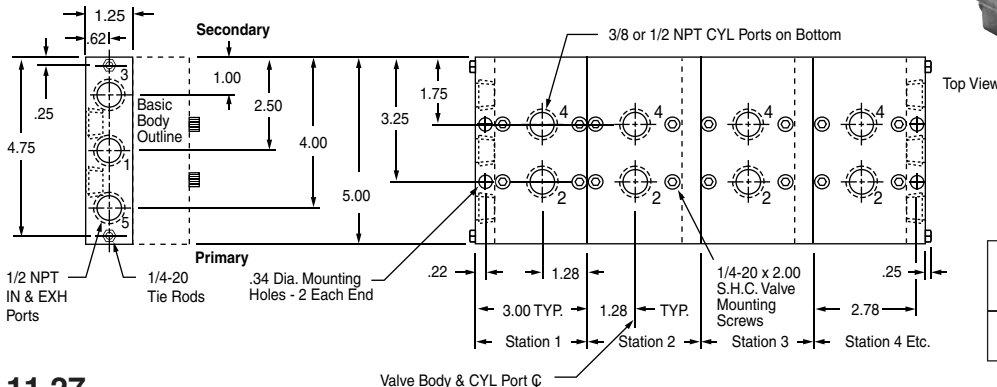 1.25
.62
Secondary
3/8 or 1/2 NPT CYL Ports on Bottom
3
.25
1.00
1.75
Top View
Basic
Body
Outline
2.50
3.25
4
4
4
4
4.75
1
4.00
5.00
2
2
2
2
5
Primary
1/2 NPT
IN & EXH
Ports
1/4-20
Tie Rods
.34 Dia. Mounting
Holes - 2 Each End
.22
1.28
1/4-20 x 2.00
S.H.C. Valve
Mounting
Screws
.25
3.00 TYP.
1.28
TYP.
2.78
Station 1
Station 2
Station 3
Station 4 Etc.
Valve Body & CYL Port ℄